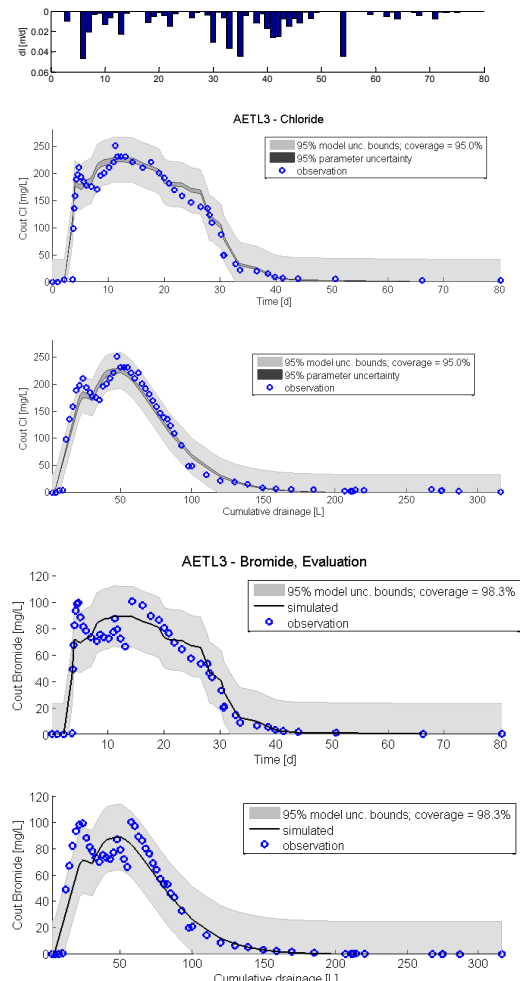 0
0.02
0.04
0.06
dI [m/d]
0 10 20 30 40 50 60 70 80
AETL3 - Chloride
250
200
150
100
50
0
Cout Cl [mg/L]
95% model unc. bounds; coverage = 95.0%
95% parameter uncertainty
observation
0 10 20 30 40 50 60 70 80
Time [d]
250
200
150
100
50
0
Cout Cl [mg/L]
95% model unc. bounds; coverage = 95.0%
95% parameter uncertainty
observation
0 50 100 150 200 250 300
Cumulative drainage [L]
AETL3 - Bromide, Evaluation
120
100
80
60
40
20
0
Cout Bromide [mg/L]
95% model unc. bounds; coverage = 98.3%
simulated
observation
0 10 20 30 40 50 60 70 80
Time [d]
120
100
80
60
40
20
0
Cout Bromide [mg/L]
95% model unc. bounds; coverage = 98.3%
simulated
observation
0 50 100 150 200 250 300
Cumulative drainage [L]